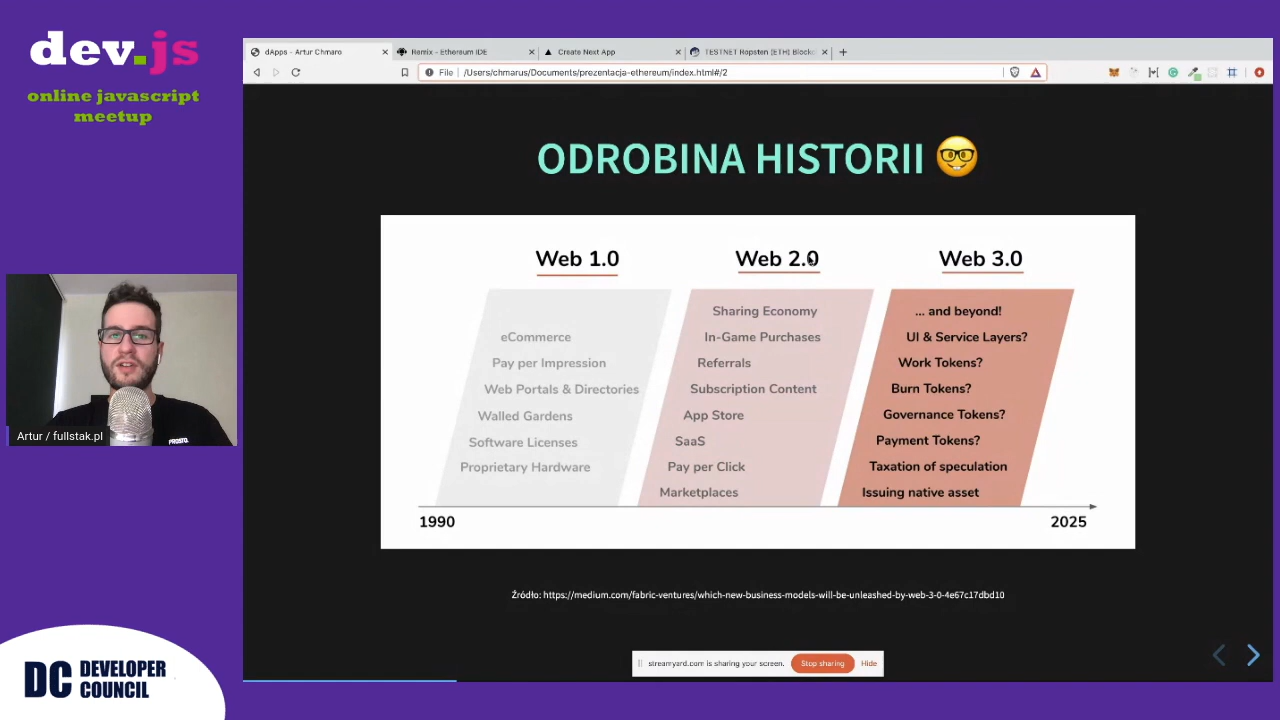 dev.js
online javascript
meetup
dApps - Artur Chmaro
Remix - Ethereum IDE
Create Next App
TESTNET Ropsten (ETH) Block
File
/Users/chmarus/Documents/prezentacja-ethereum/index.html#/2
ODROBINA HISTORII
Web 1.0
Web 2.0
Web 3.0
eCommerce
Pay per Impression
Web Portals & Directories
Walled Gardens
Software Licenses
Proprietary Hardware
Sharing Economy
In-Game Purchases
Referrals
Subscription Content
App Store
SaaS
Pay per Click
Marketplaces
... and beyond!
UI & Service Layers?
Work Tokens?
Burn Tokens?
Governance Tokens?
Payment Tokens?
Taxation of speculation
Issuing native asset
1990
2025
Źródło: https://medium.com/fabric-ventures/which-new-business-models-will-be-unleashed-by-web-3-0-4e67c17dbd10
streamyard.com is sharing your screen.
Stop sharing
Hide
Artur / fullstak.pl
DC DEVELOPER
COUNCIL